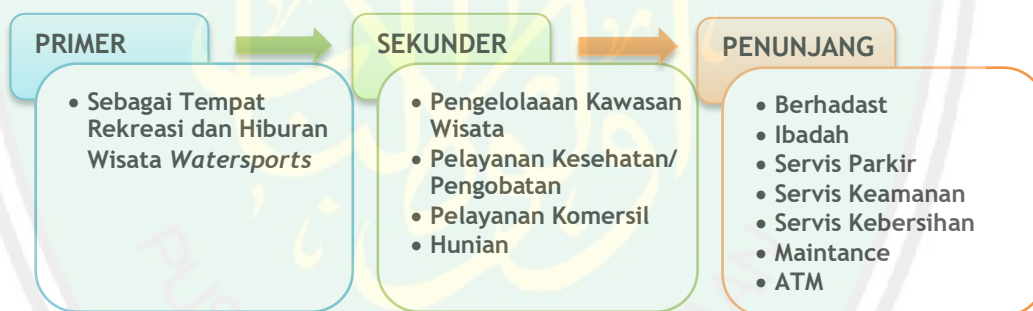 PRIMER
• Sebagai Tempat
Rekreasi dan Hiburan
Wisata Watersports
SEKUNDER
• Pengelolaaan Kawasan
Wisata
• Pelayanan Kesehatan/
Pengobatan
• Pelayanan Komersil
• Hunian
PENUNJANG
• Berhadast
• Ibadah
• Servis Parkir
• Servis Keamanan
• Servis Kebersihan
• Maintance
• ATM